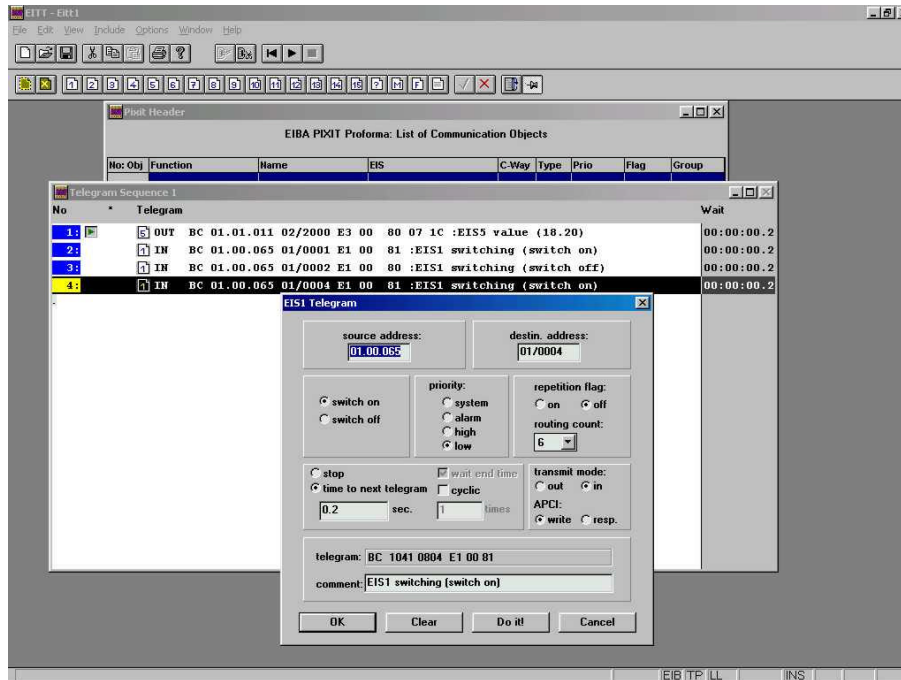 EITT - Eitt1
File Edit View Include Options Window Help
Pixit Header
EIBA PIXIT Proforma: List of Communication Objects
No: Obj Function Name EIS C-Way Type Prio Flag Group
Telegram Sequence 1
No * Telegram Wait
1: 5 OUT BC 01.01.011 02/2000 E3 00 80 07 1C :EIS5 value (18.20) 00:00:00.2
2: 1 IN BC 01.00.065 01/0001 E1 00 81 :EIS1 switching (switch on) 00:00:00.2
3: 1 IN BC 01.00.065 01/0002 E1 00 80 :EIS1 switching (switch off) 00:00:00.2
4: 1 IN BC 01.00.065 01/0004 E1 00 81 :EIS1 switching (switch on) 00:00:00.2
EIS1 Telegram
source address: destin. address:
01.00.065 01/0004
priority: repetition flag:
switch on system on off
switch off alarm routing count:
high 6
low
stop wait end time transmit mode:
time to next telegram cyclic out in
0.2 sec. 1 times APCI:
write resp.
telegram: BC 1041 0804 E1 00 81
comment: EIS1 switching (switch on)
OK Clear Do it! Cancel
EIB TP LL INS